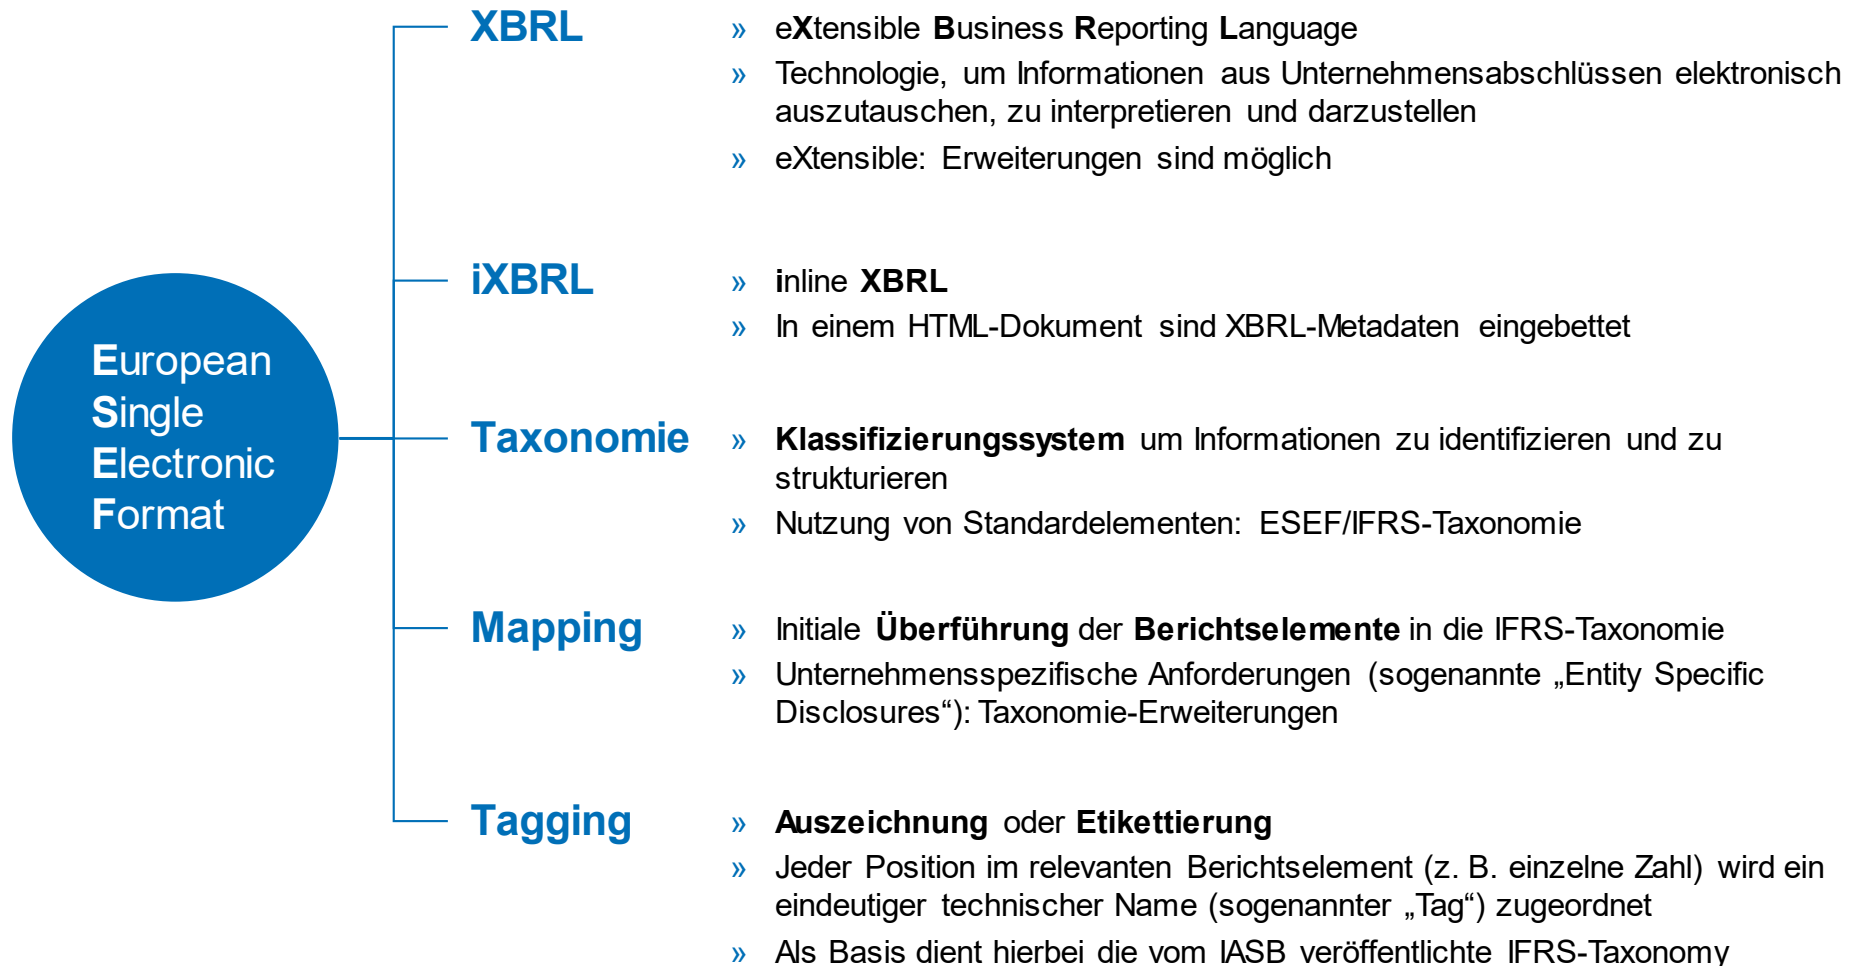 European
Single
Electronic
Format
XBRL
» eXtensible Business Reporting Language
» Technologie, um Informationen aus Unternehmensabschlüssen elektronisch
auszutauschen, zu interpretieren und darzustellen
» eXtensible: Erweiterungen sind möglich
iXBRL
» inline XBRL
» In einem HTML-Dokument sind XBRL-Metadaten eingebettet
Taxonomie
» Klassifizierungssystem um Informationen zu identifizieren und zu
strukturieren
» Nutzung von Standardelementen: ESEF/IFRS-Taxonomie
Mapping
» Initiale Überführung der Berichtselemente in die IFRS-Taxonomie
» Unternehmensspezifische Anforderungen (sogenannte „Entity Specific
Disclosures“): Taxonomie-Erweiterungen
Tagging
» Auszeichnung oder Etikettierung
» Jeder Position im relevanten Berichtselement (z. B. einzelne Zahl) wird ein
eindeutiger technischer Name (sogenannter „Tag“) zugeordnet
» Als Basis dient hierbei die vom IASB veröffentlichte IFRS-Taxonomy